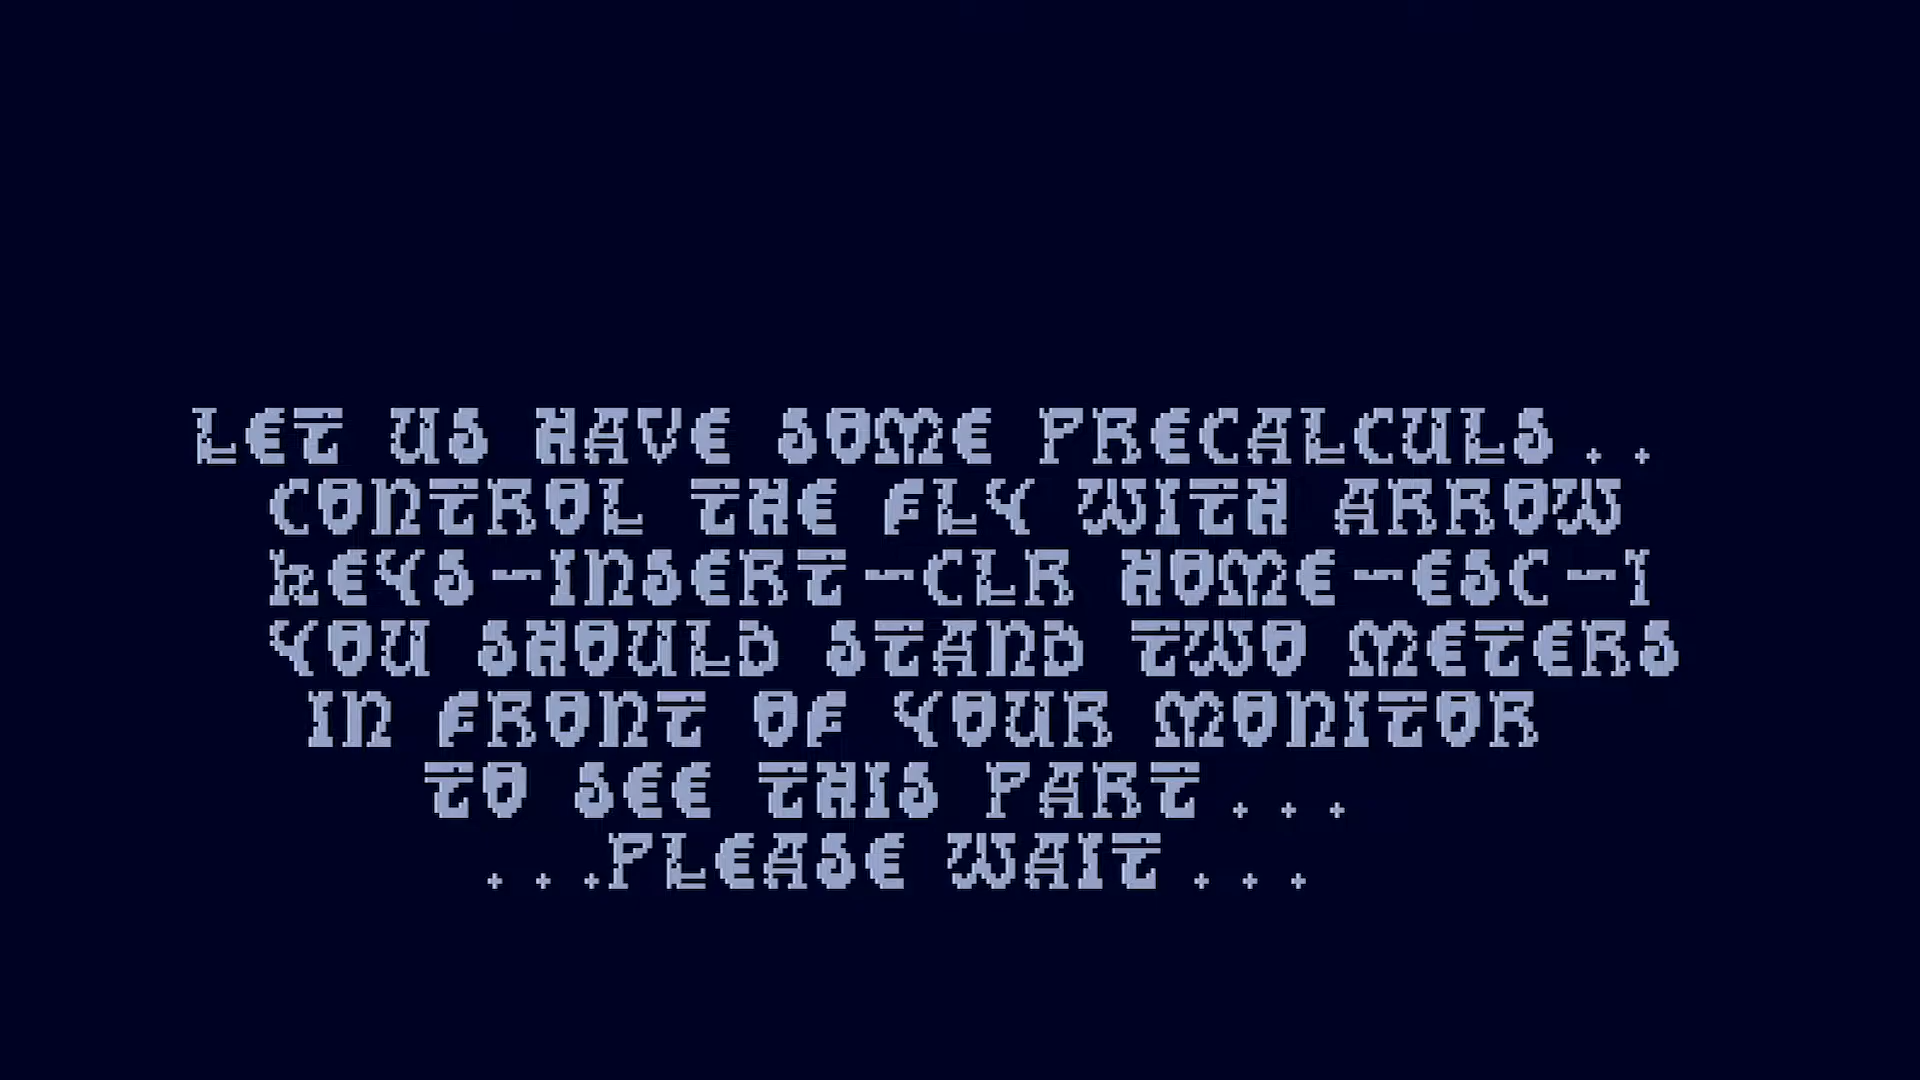 LET US HAVE SOME PRECALCULS..
CONTROL THE FLY WITH ARROW
KEYS-INSERT-CLR HOME-ESC-1
YOU SHOULD STAND TWO METERS
IN FRONT OF YOUR MONITOR
TO SEE THIS PART...
...PLEASE WAIT...